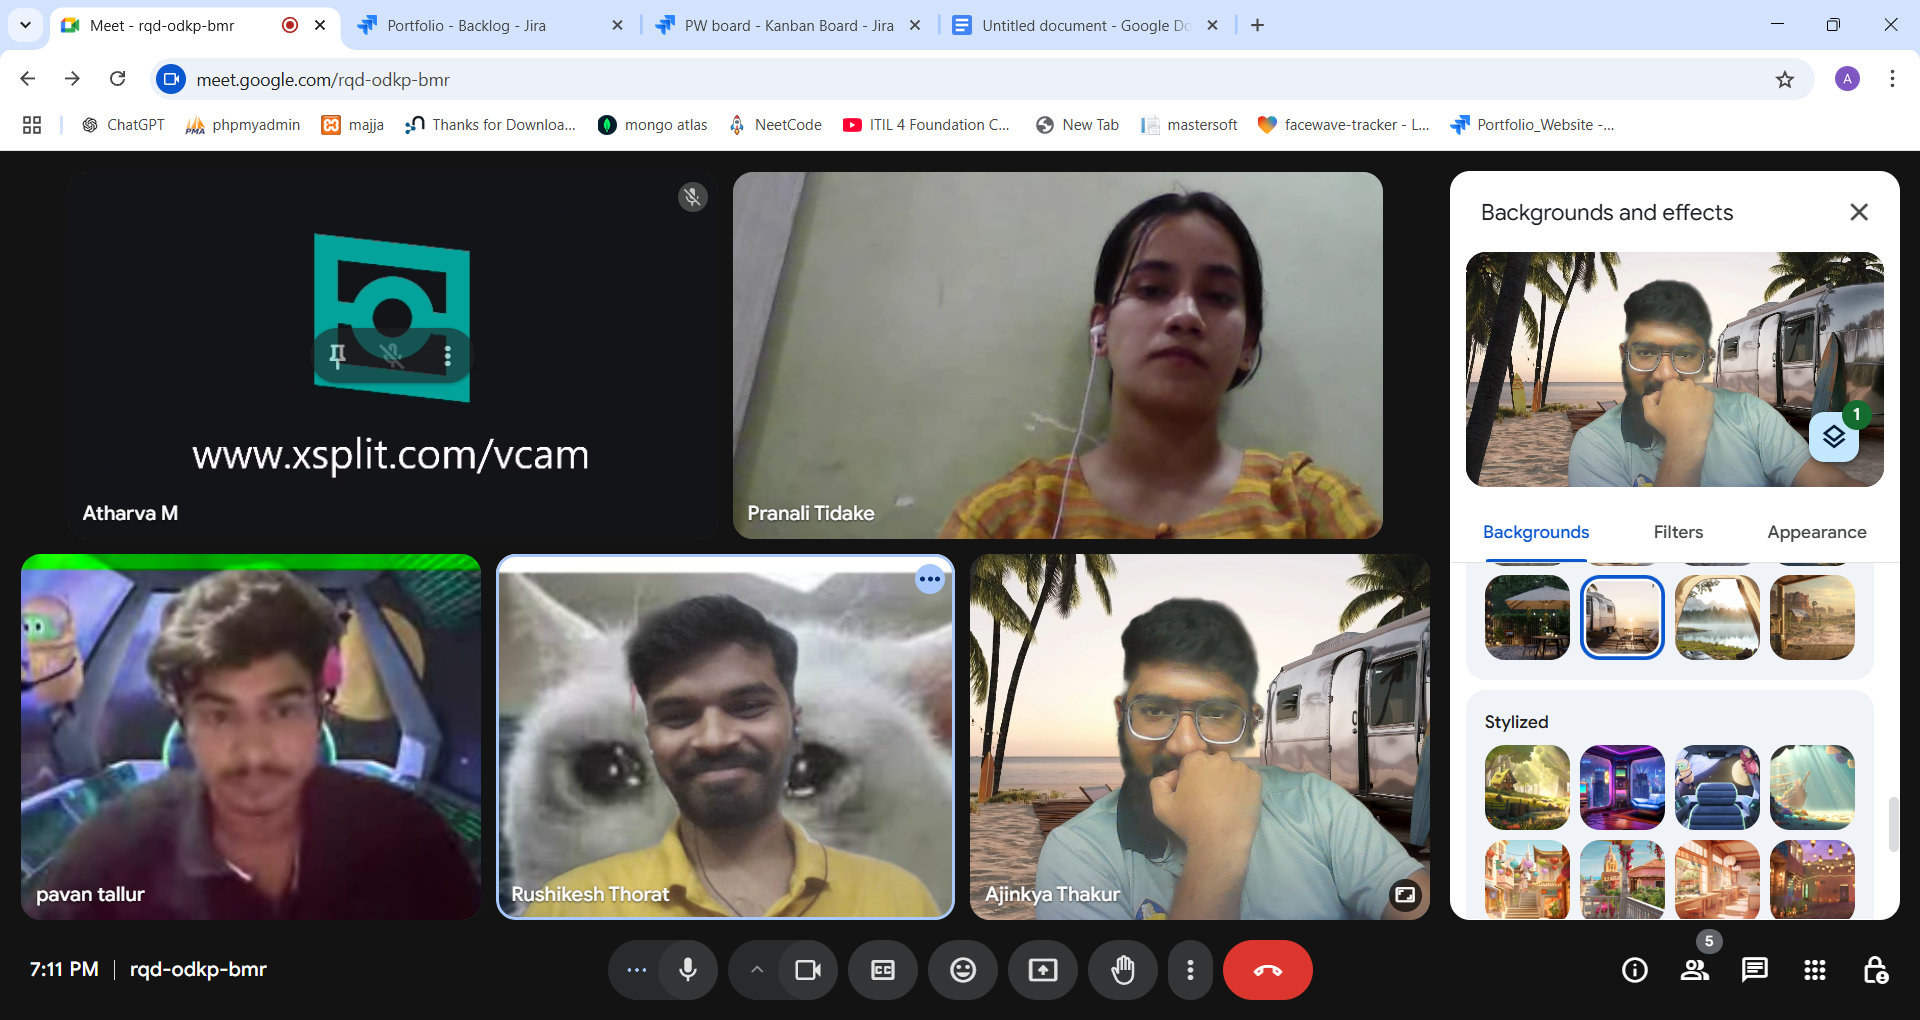 Meet - rqd-odkp-bmr
Portfolio - Backlog - Jira
PW board - Kanban Board - Jira
Untitled document - Google Do
meet.google.com/rqd-odkp-bmr
A
ChatGPT
PMA
phpmyadmin
majja
Thanks for Downloa...
mongo atlas
NeetCode
ITIL 4 Foundation C...
New Tab
mastersoft
facewave-tracker - L...
Portfolio_Website -...
www.xsplit.com/vcam
Atharva M
Pranali Tidake
Backgrounds and effects
1
Backgrounds
Filters
Appearance
Stylized
pavan tallur
Rushikesh Thorat
Ajinkya Thakur
7:11 PM
rqd-odkp-bmr
CC
5